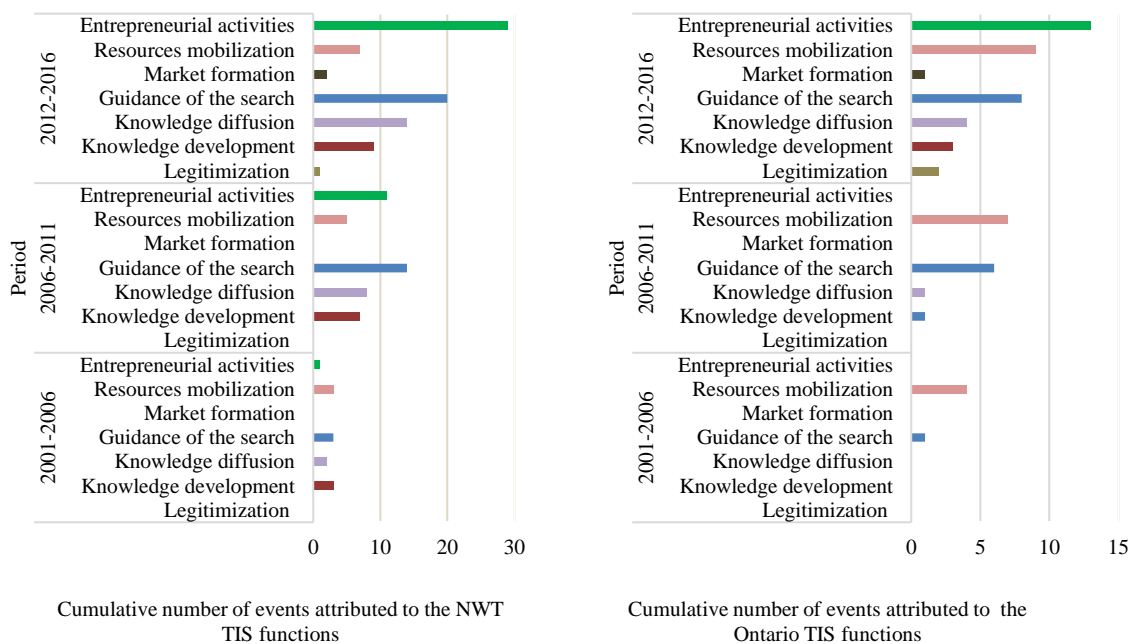 Period
2012-2016
Entrepreneurial activities
Resources mobilization
Market formation
Guidance of the search
Knowledge diffusion
Knowledge development
Legitimization
2006-2011
Entrepreneurial activities
Resources mobilization
Market formation
Guidance of the search
Knowledge diffusion
Knowledge development
Legitimization
2001-2006
Entrepreneurial activities
Resources mobilization
Market formation
Guidance of the search
Knowledge diffusion
Knowledge development
Legitimization
0 10 20 30
Cumulative number of events attributed to the NWT
TIS functions
Period
2012-2016
Entrepreneurial activities
Resources mobilization
Market formation
Guidance of the search
Knowledge diffusion
Knowledge development
Legitimization
2006-2011
Entrepreneurial activities
Resources mobilization
Market formation
Guidance of the search
Knowledge diffusion
Knowledge development
Legitimization
2001-2006
Entrepreneurial activities
Resources mobilization
Market formation
Guidance of the search
Knowledge diffusion
Knowledge development
Legitimization
0 5 10 15
Cumulative number of events attributed to the
Ontario TIS functions